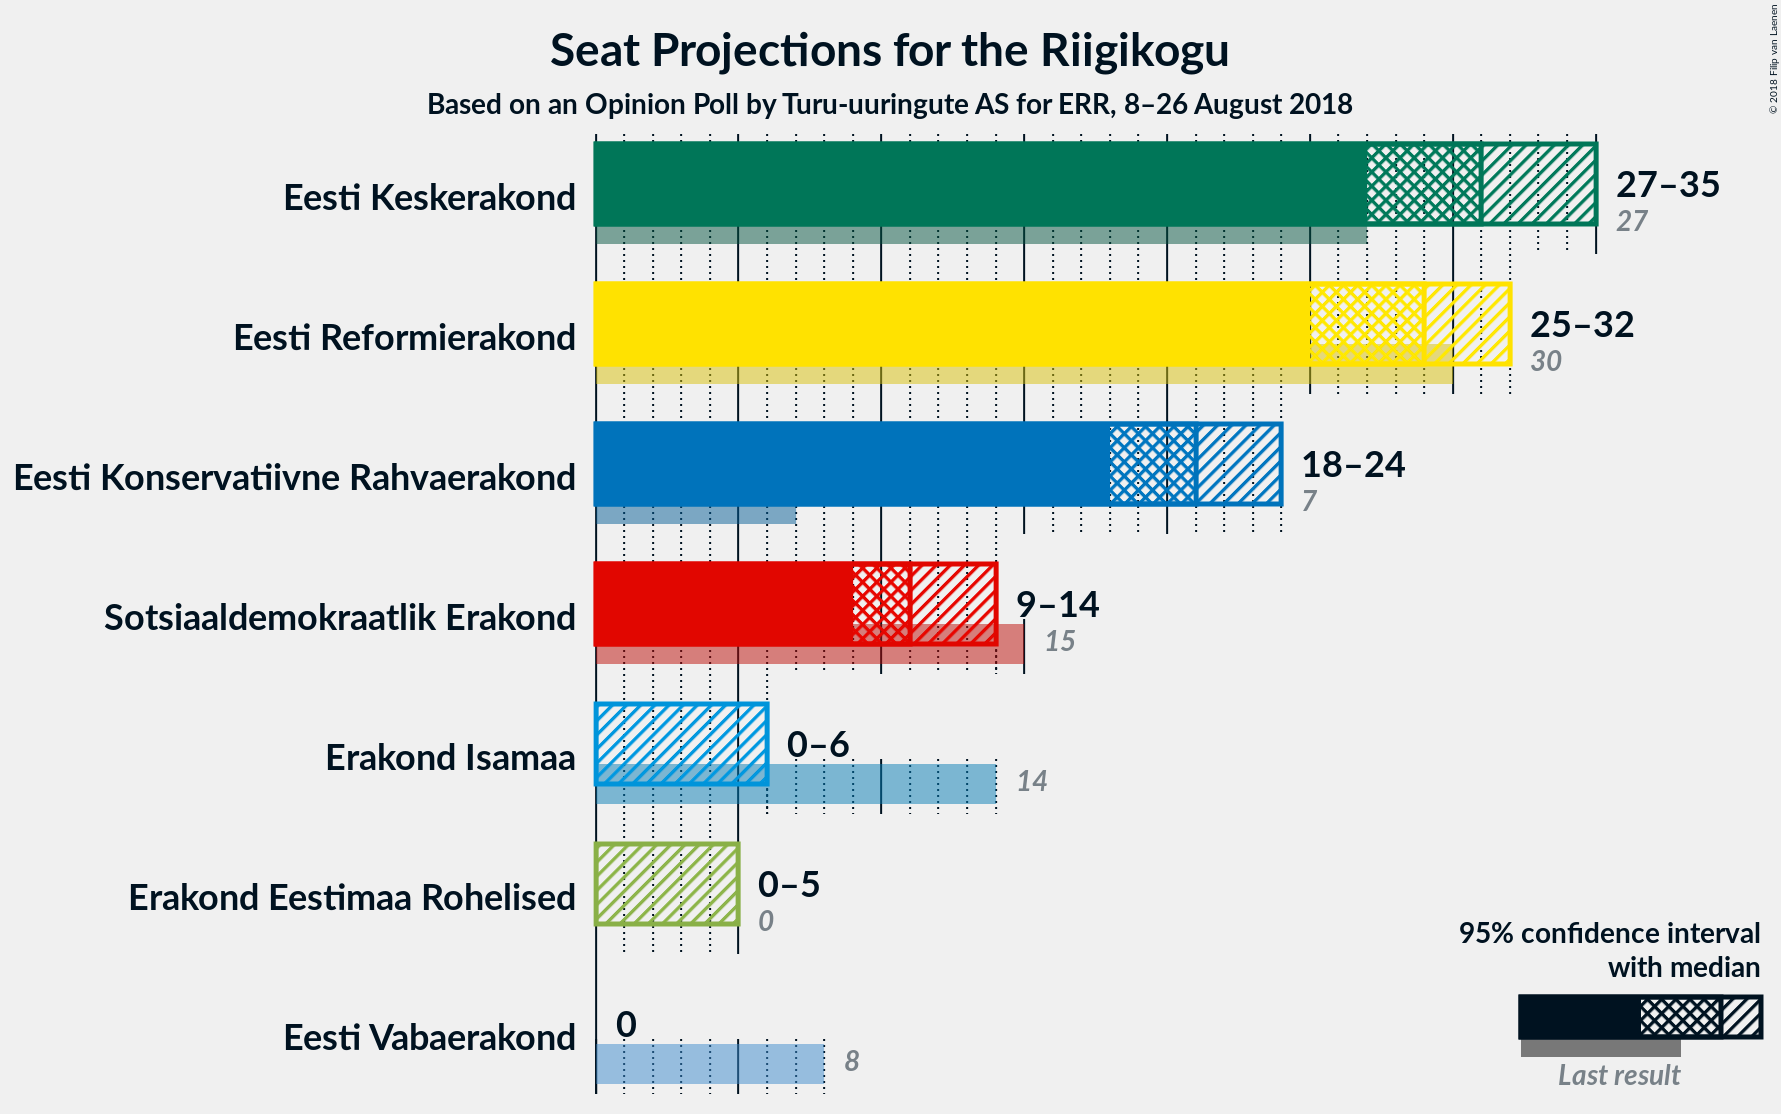 Seat Projections for the Riigikogu
Based on an Opinion Poll by Turu-uuringute AS for ERR, 8–26 August 2018
© 2018 Filip van Laenen
Eesti Keskerakond
27–35
27
Eesti Reformierakond
25–32
30
Eesti Konservatiivne Rahvaerakond
18–24
7
Sotsiaaldemokraatlik Erakond
9–14
15
Erakond Isamaa
0–6
14
Erakond Eestimaa Rohelised
0–5
0
Eesti Vabaerakond
0
8
95% confidence interval
with median
Last result